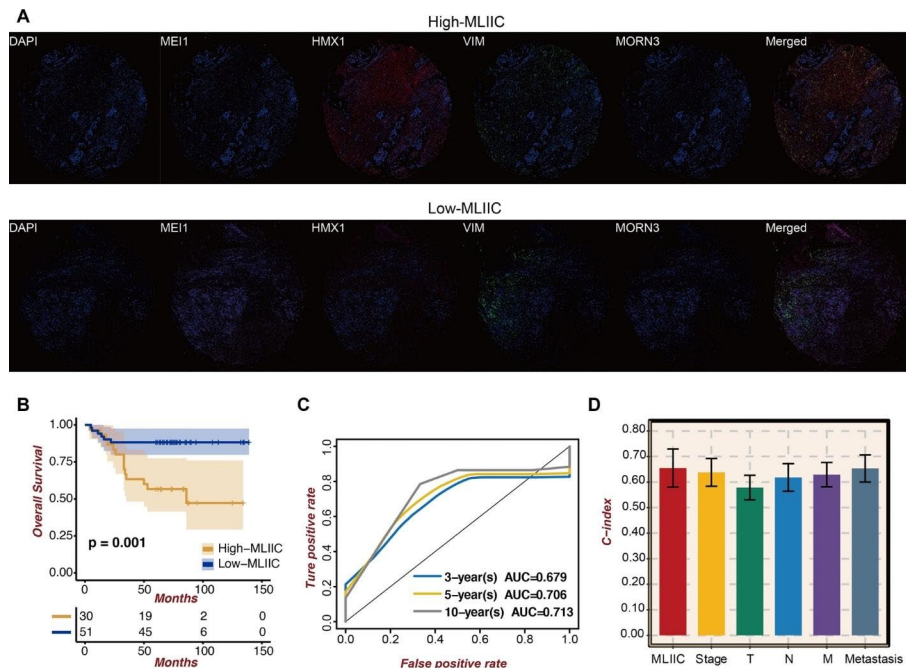 A
High-MLIIC
DAPI MEI1 HMX1 VIM MORN3 Merged
Low-MLIIC
DAPI MEI1 HMX1 VIM MORN3 Merged
B
Overall Survival
1.00
0.75
0.50
0.25
0.00
p = 0.001
High-MLIIC
Low-MLIIC
0 50 100 150
Months
30 19 2 0
51 45 6 0
0 50 100 150
Months
C
Ture positive rate
0.0 0.2 0.4 0.6 0.8 1.0
3-year(s) AUC=0.679
5-year(s) AUC=0.706
10-year(s) AUC=0.713
0.0 0.2 0.4 0.6 0.8 1.0
False positive rate
D
C-index
0.80
0.70
0.60
0.50
0.40
0.30
0.20
0.10
0.00
MLIIC Stage T N M Metastasis